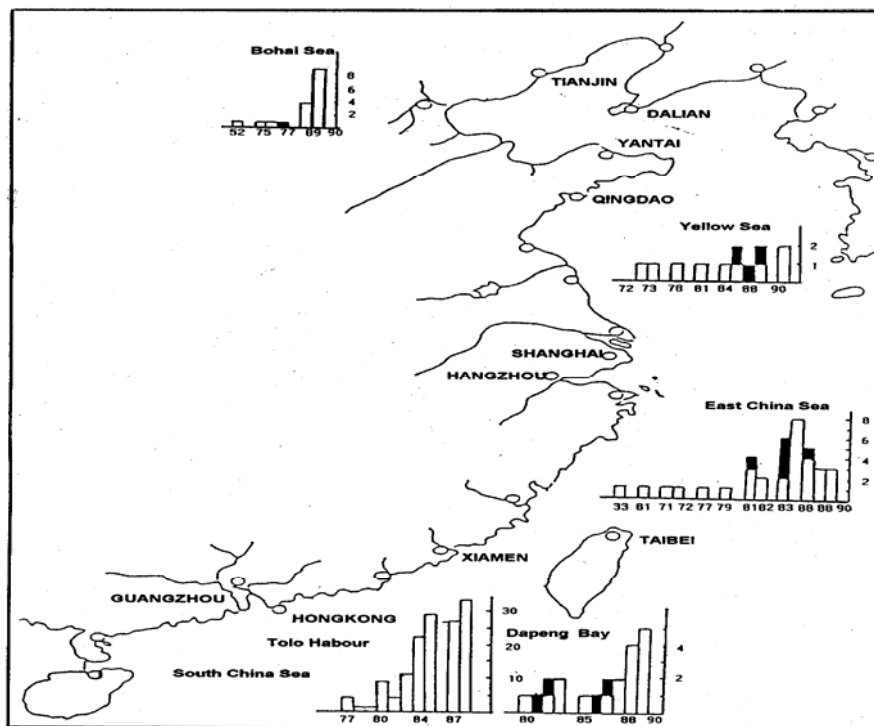 Bohai Sea
8
6
4
2
52 75 77 89 90
TIANJIN
DALIAN
YANTAI
QINGDAO
Yellow Sea
2
1
72 73 78 81 84 88 90
SHANGHAI
HANGZHOU
East China Sea
8
6
4
2
33 81 71 72 77 79 81 82 83 88 88 90
TAIBEI
XIAMEN
GUANGZHOU
HONGKONG
Tolo Habour
South China Sea
30
20
10
77 80 84 87
Dapeng Bay
4
2
80 85 88 90